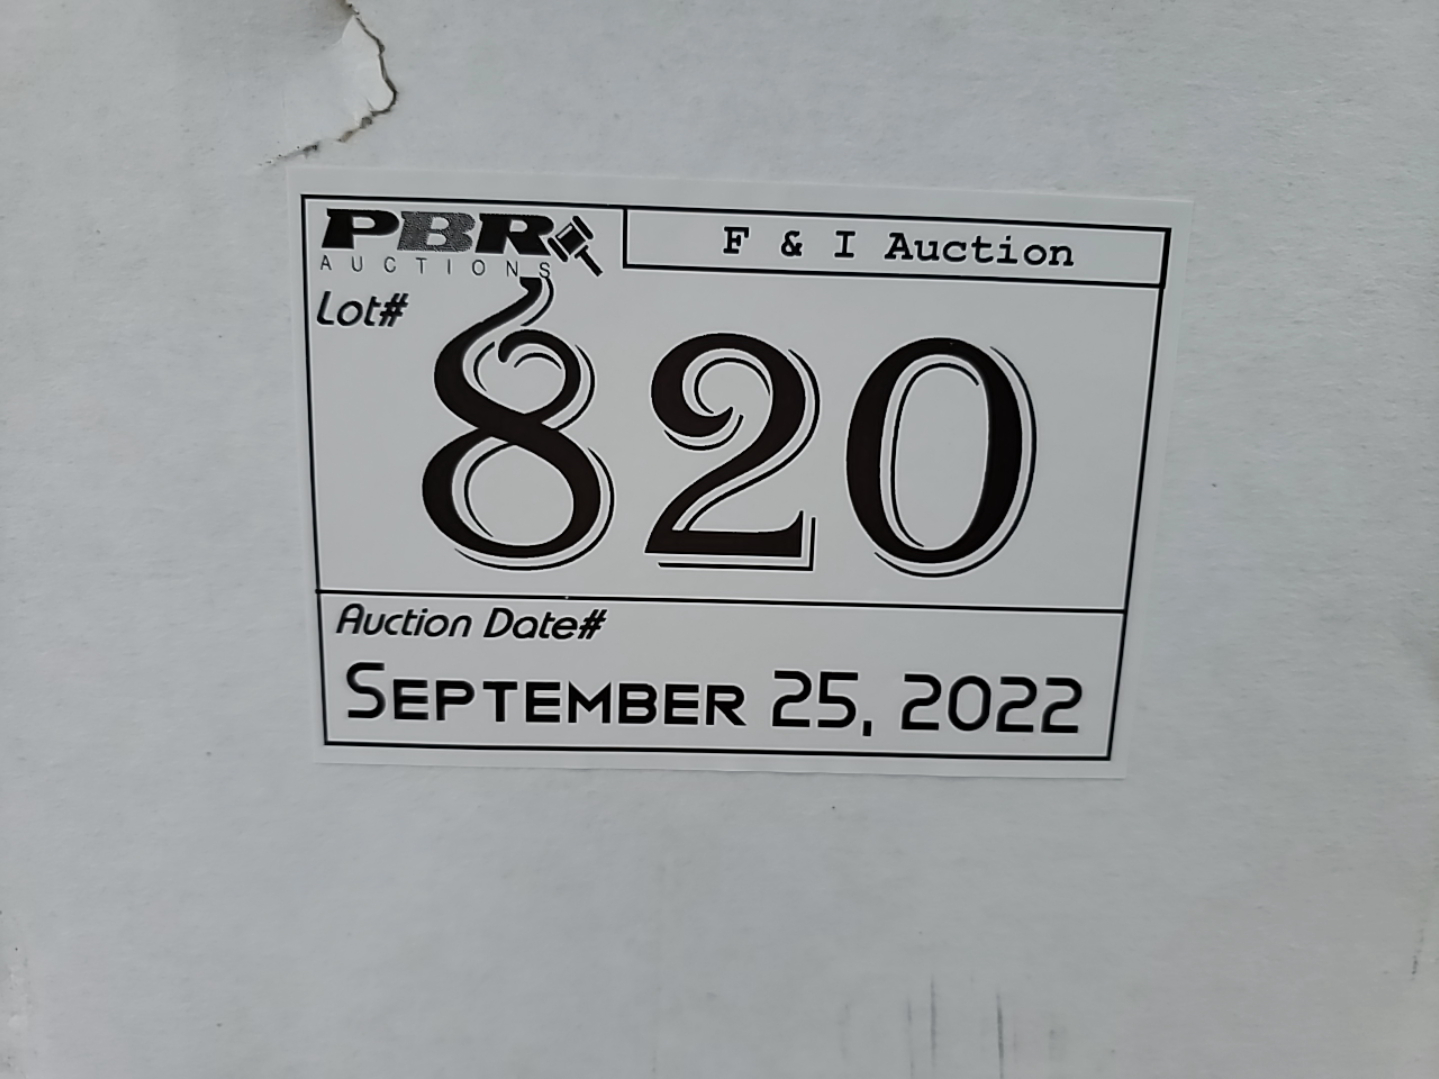 PBR
AUCTIONS
F & I Auction
Lot#
820
Auction Date#
SEPTEMBER 25, 2022